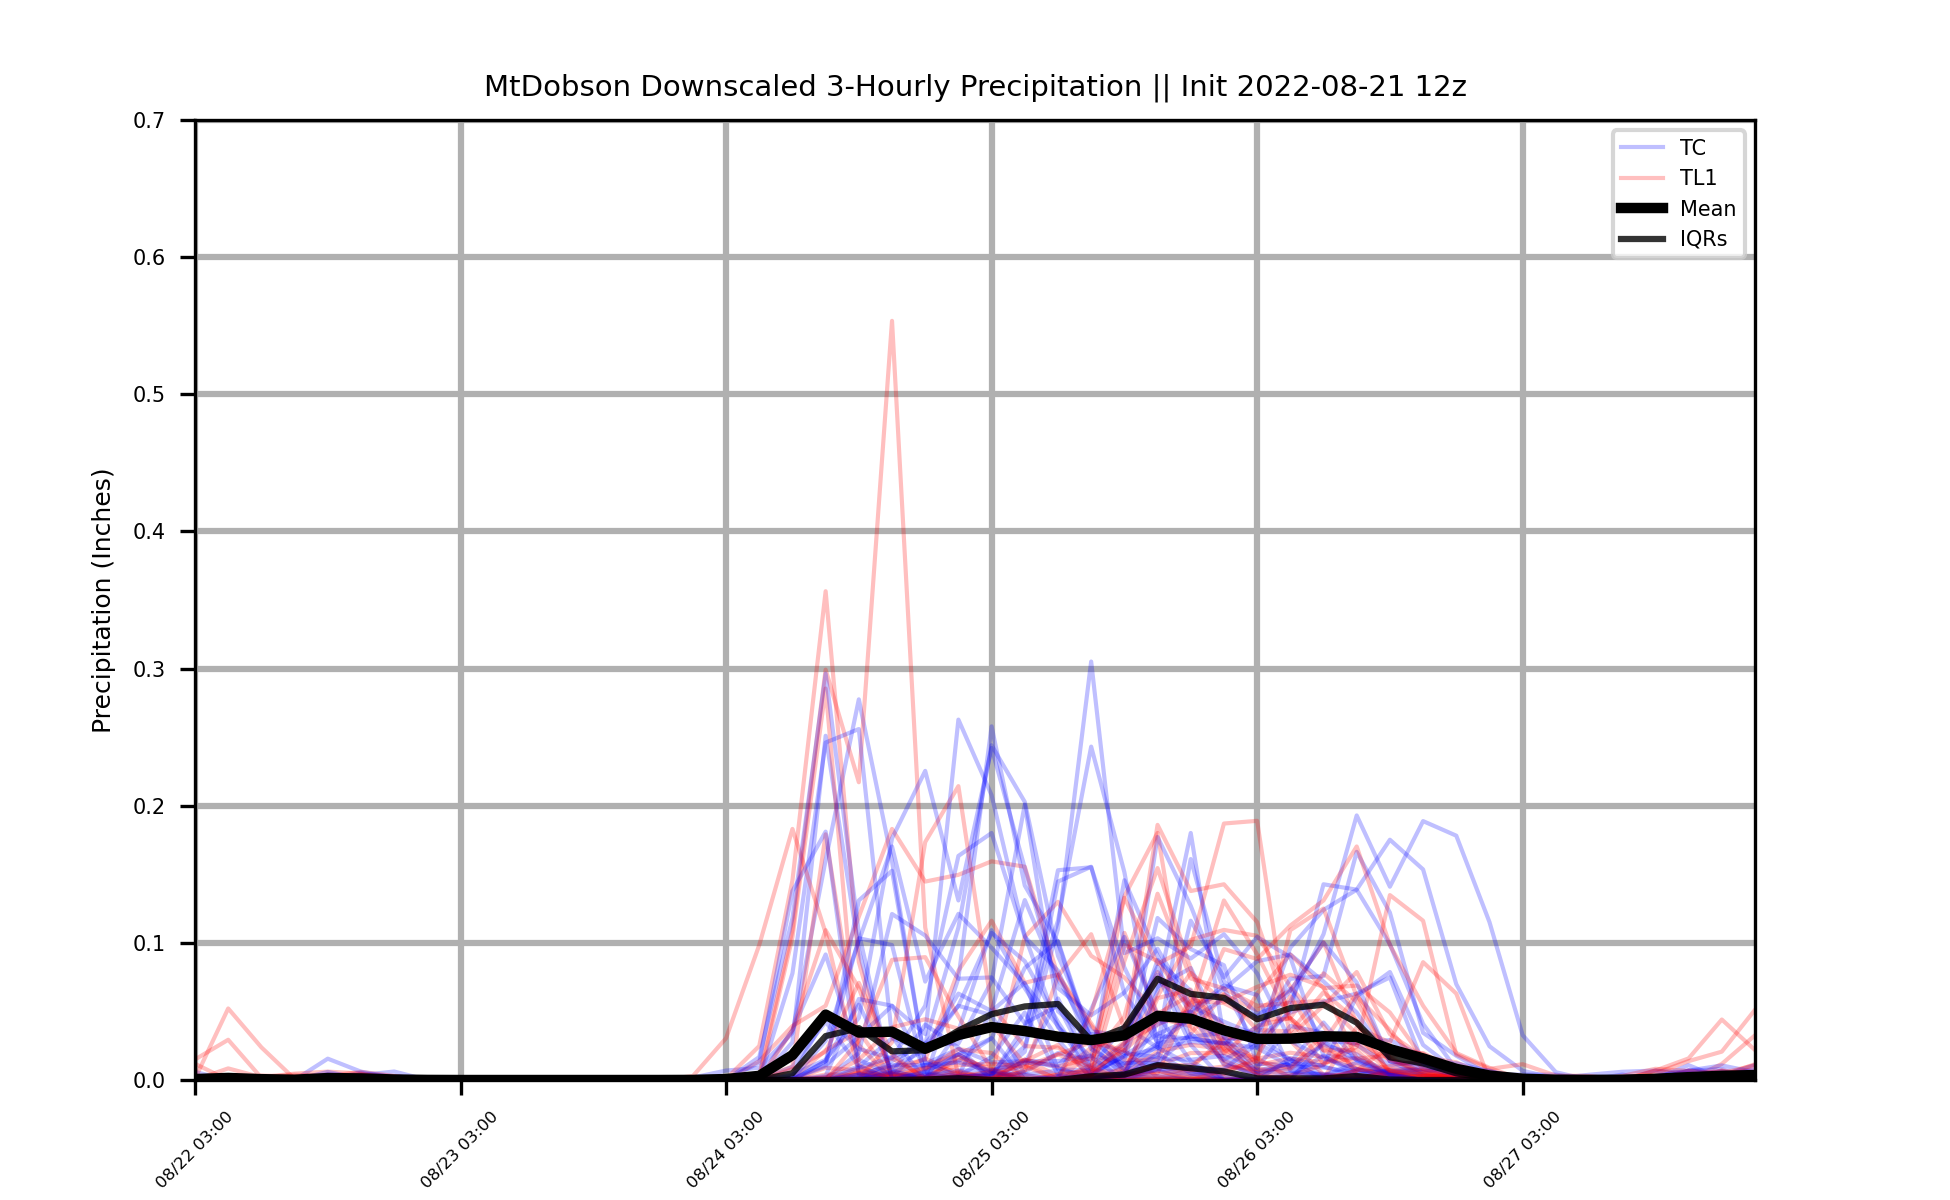 MtDobson Downscaled 3-Hourly Precipitation || Init 2022-08-21 12z
TC
TL1
Mean
IQRs
Precipitation (Inches)
0.7
0.6
0.5
0.4
0.3
0.2
0.1
0.0
08/22 03:00
08/23 03:00
08/24 03:00
08/25 03:00
08/26 03:00
08/27 03:00